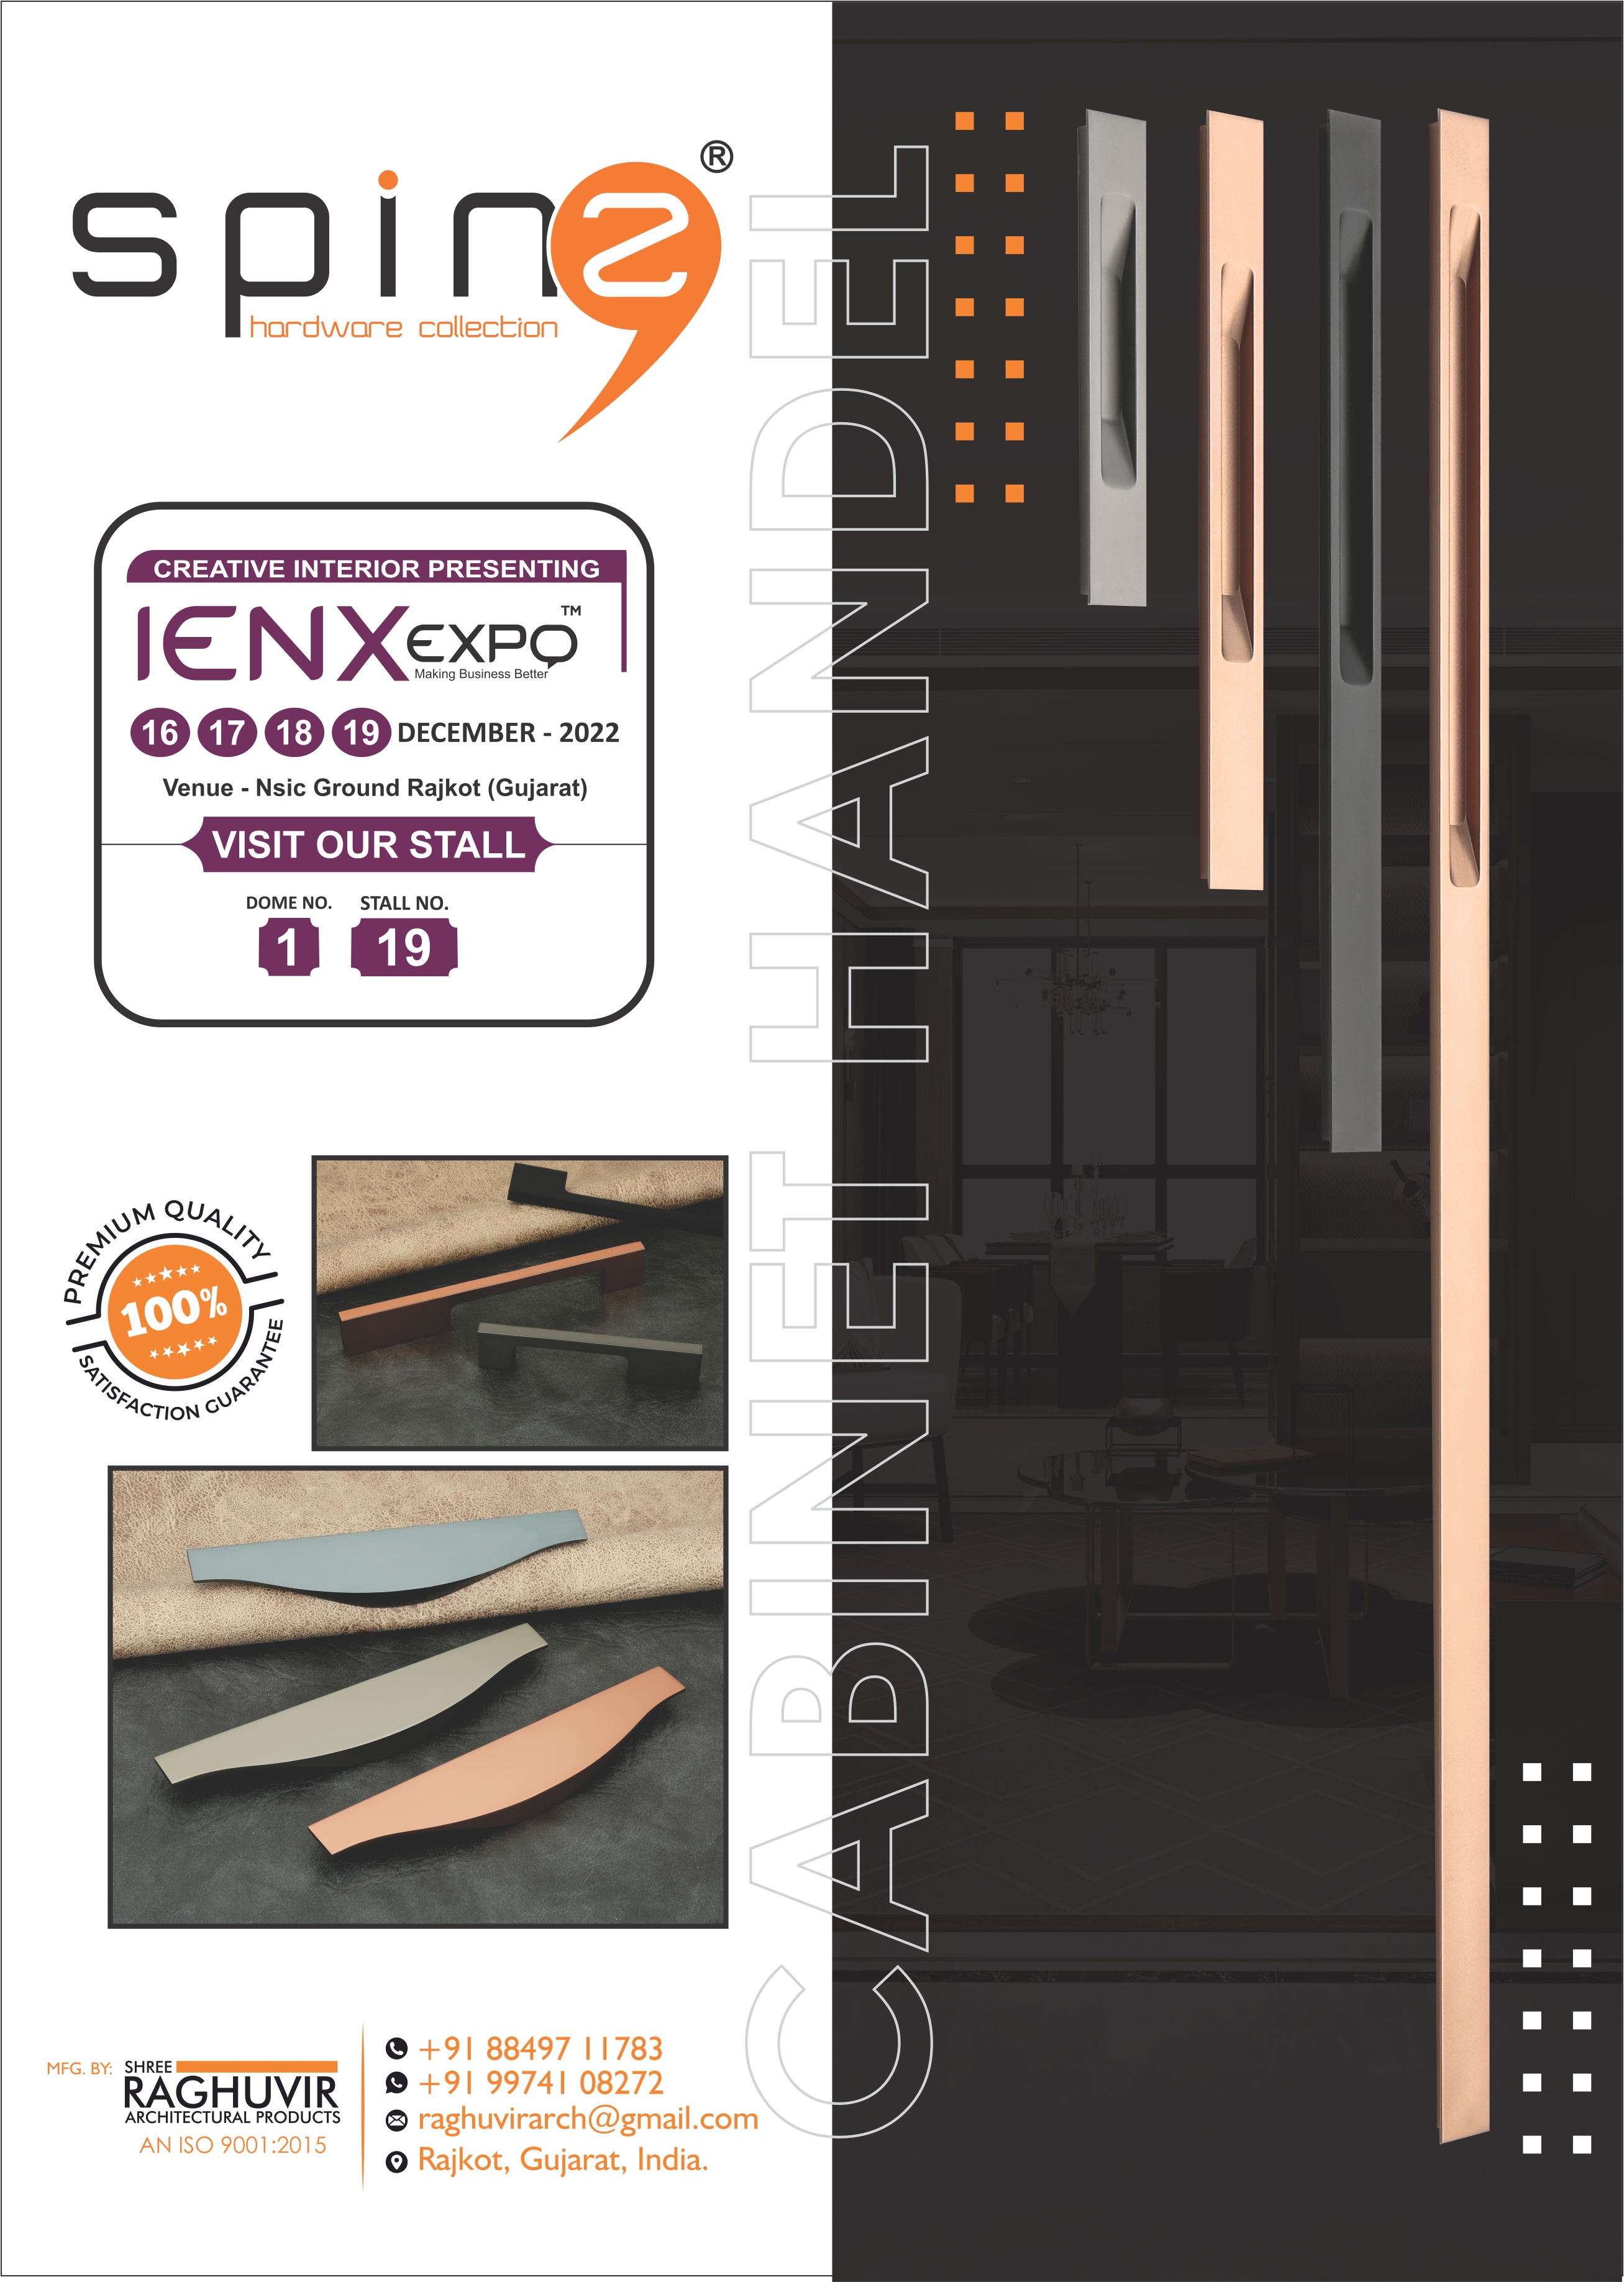 spinz®
hardware collection
CREATIVE INTERIOR PRESENTING
IENX EXPO™
Making Business Better
16 17 18 19 DECEMBER - 2022
Venue - Nsic Ground Rajkot (Gujarat)
VISIT OUR STALL
DOME NO. STALL NO.
1 19
PREMIUM QUALITY
100%
SATISFACTION GUARANTEE
MFG. BY: SHREE
RAGHUVIR
ARCHITECTURAL PRODUCTS
AN ISO 9001:2015
+91 88497 11783
+91 99741 08272
raghuvirarch@gmail.com
Rajkot, Gujarat, India.
CABINET HANDEL